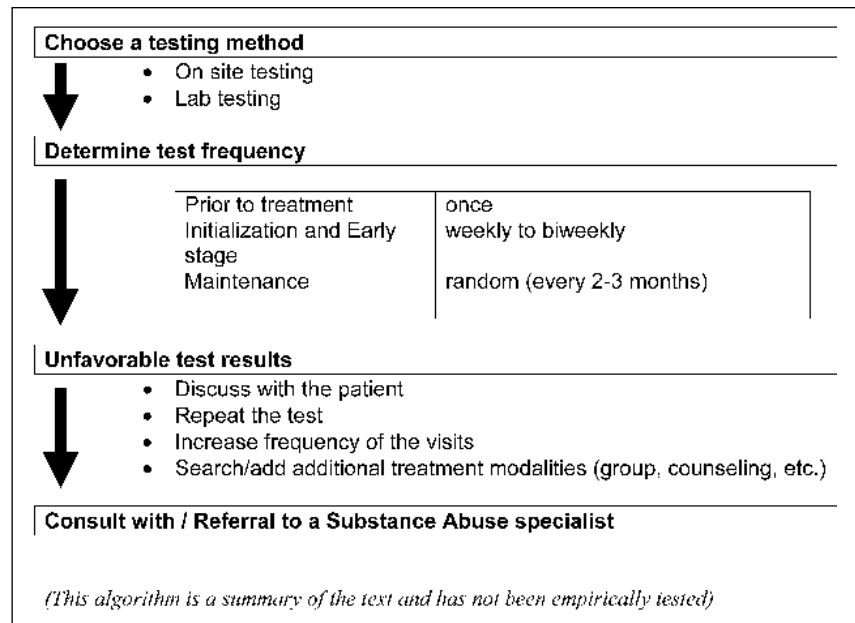 Choose a testing method
• On site testing
• Lab testing
Determine test frequency
Prior to treatment once
Initialization and Early weekly to biweekly
stage
Maintenance random (every 2-3 months)
Unfavorable test results
• Discuss with the patient
• Repeat the test
• Increase frequency of the visits
• Search/add additional treatment modalities (group, counseling, etc.)
Consult with / Referral to a Substance Abuse specialist
(This algorithm is a summary of the text and has not been empirically tested)